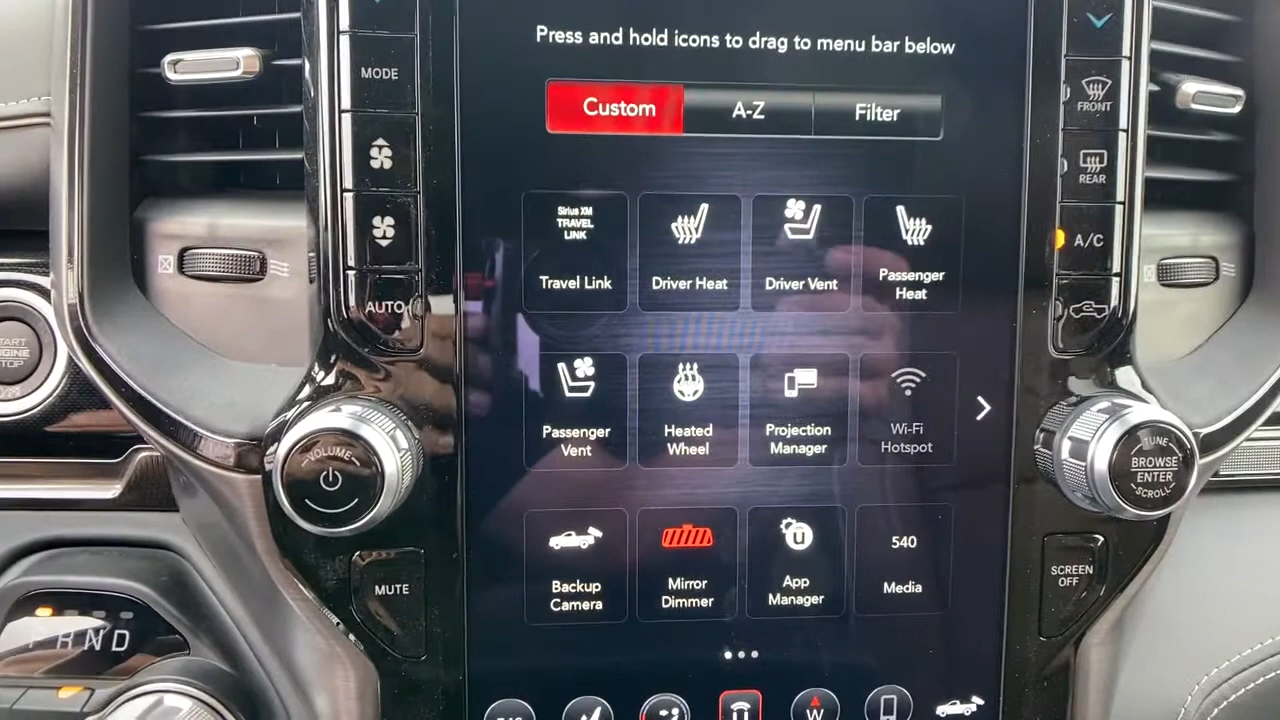 Press and hold icons to drag to menu bar below
Custom
A-Z
Filter
MODE
AUTO
FRONT
REAR
A/C
Sirius XM
TRAVEL
LINK
Travel Link
Driver Heat
Driver Vent
Passenger
Heat
Passenger
Vent
Heated
Wheel
Projection
Manager
Wi-Fi
Hotspot
Backup
Camera
Mirror
Dimmer
U
App
Manager
540
Media
VOLUME
MUTE
TUNE
BROWSE
ENTER
SCROLL
SCREEN
OFF
START
ENGINE
STOP
PRND
W